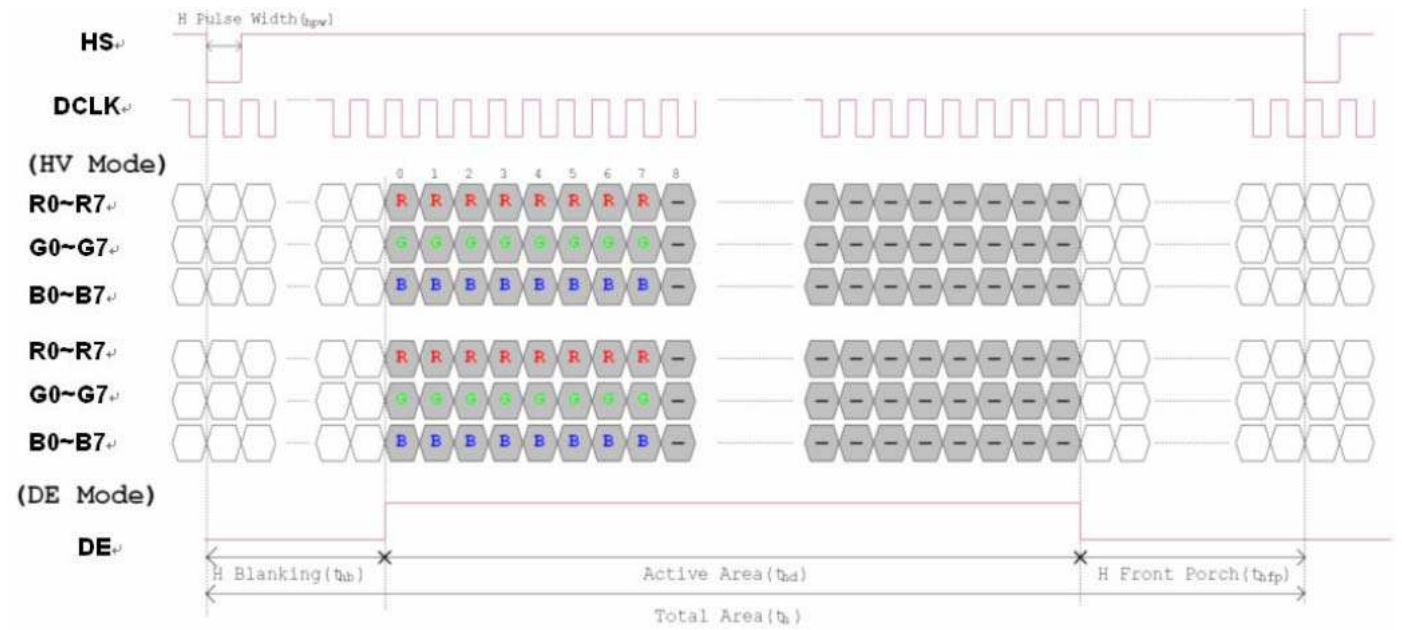 H Pulse Width(thpw)
HS
DCLK
(HV Mode)
0 1 2 3 4 5 6 7 8
R0~R7 R R R R R R R R – – – – – – – – –
G0~G7 G G G G G G G G – – – – – – – – –
B0~B7 B B B B B B B B – – – – – – – – –
R0~R7 R R R R R R R R – – – – – – – – –
G0~G7 G G G G G G G G – – – – – – – – –
B0~B7 B B B B B B B B – – – – – – – – –
(DE Mode)
DE
H Blanking(thb) Active Area(thd) H Front Porch(thfp)
Total Area(th)